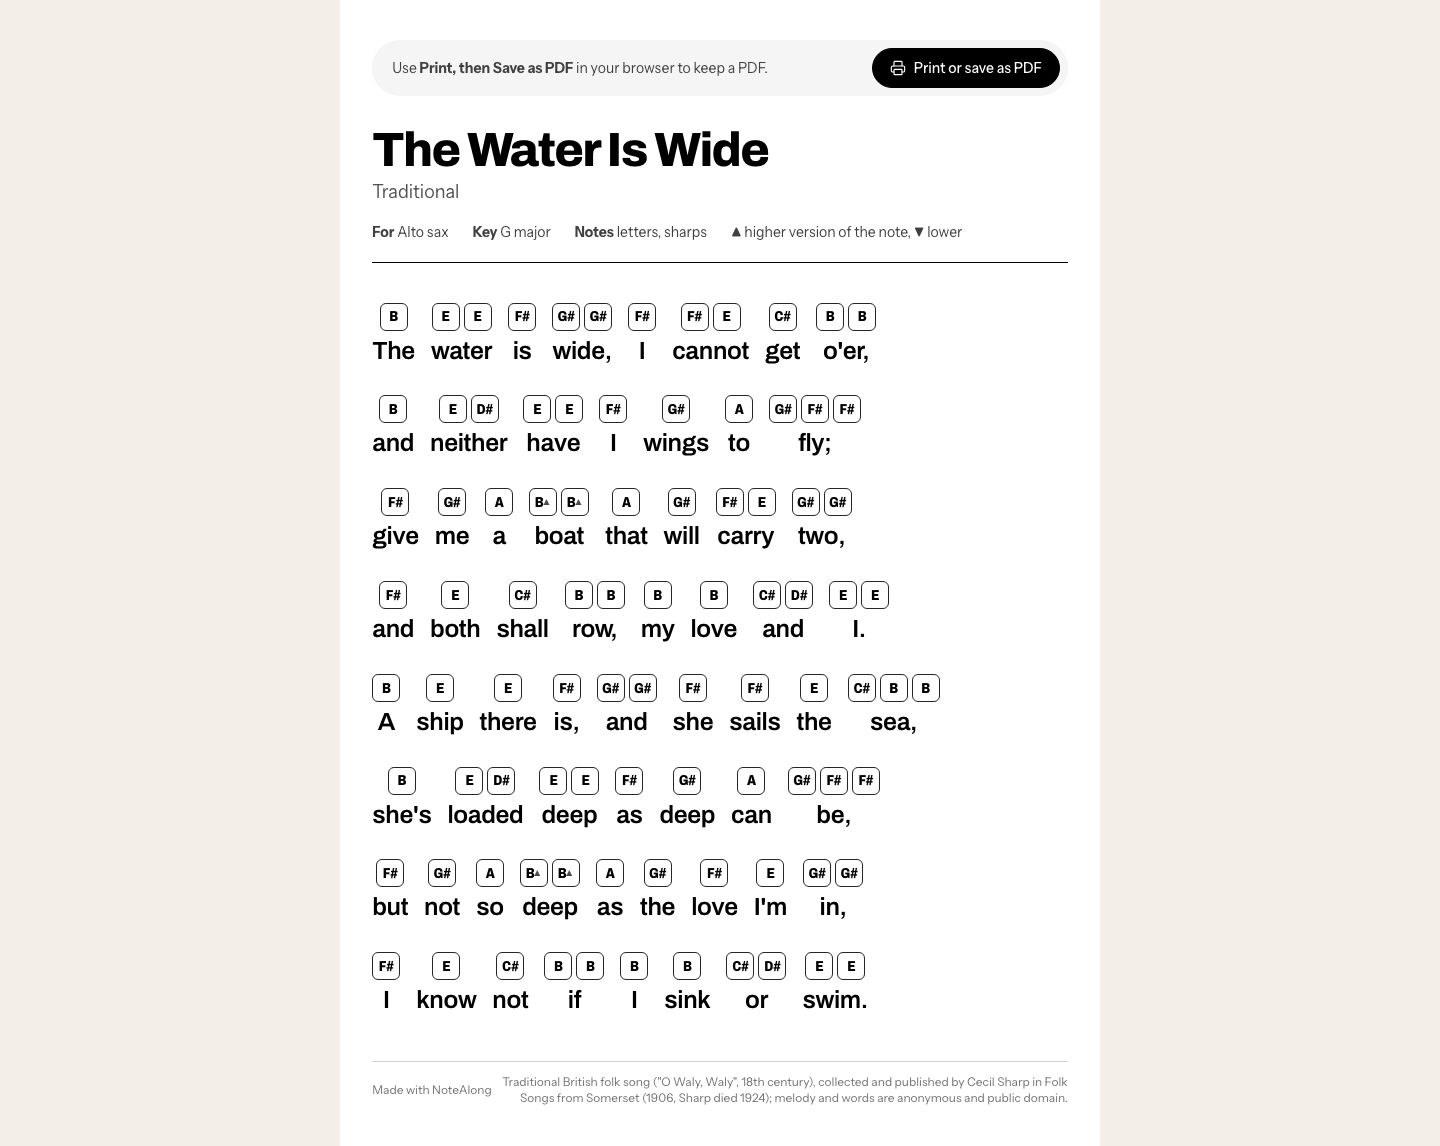 Use Print, then Save as PDF in your browser to keep a PDF.
Print or save as PDF
The Water Is Wide
Traditional
For Alto sax Key G major Notes letters, sharps ▲ higher version of the note, ▼ lower
B E E F# G# G# F# F# E C# B B
The water is wide, I cannot get o'er,
B E D# E E F# G# A G# F# F#
and neither have I wings to fly;
F# G# A B▲ B▲ A G# F# E G# G#
give me a boat that will carry two,
F# E C# B B B B C# D# E E
and both shall row, my love and I.
B E E F# G# G# F# F# E C# B B
A ship there is, and she sails the sea,
B E D# E E F# G# A G# F# F#
she's loaded deep as deep can be,
F# G# A B▲ B▲ A G# F# E G# G#
but not so deep as the love I'm in,
F# E C# B B B B C# D# E E
I know not if I sink or swim.
Made with NoteAlong
Traditional British folk song ("O Waly, Waly", 18th century), collected and published by Cecil Sharp in Folk
Songs from Somerset (1906, Sharp died 1924); melody and words are anonymous and public domain.